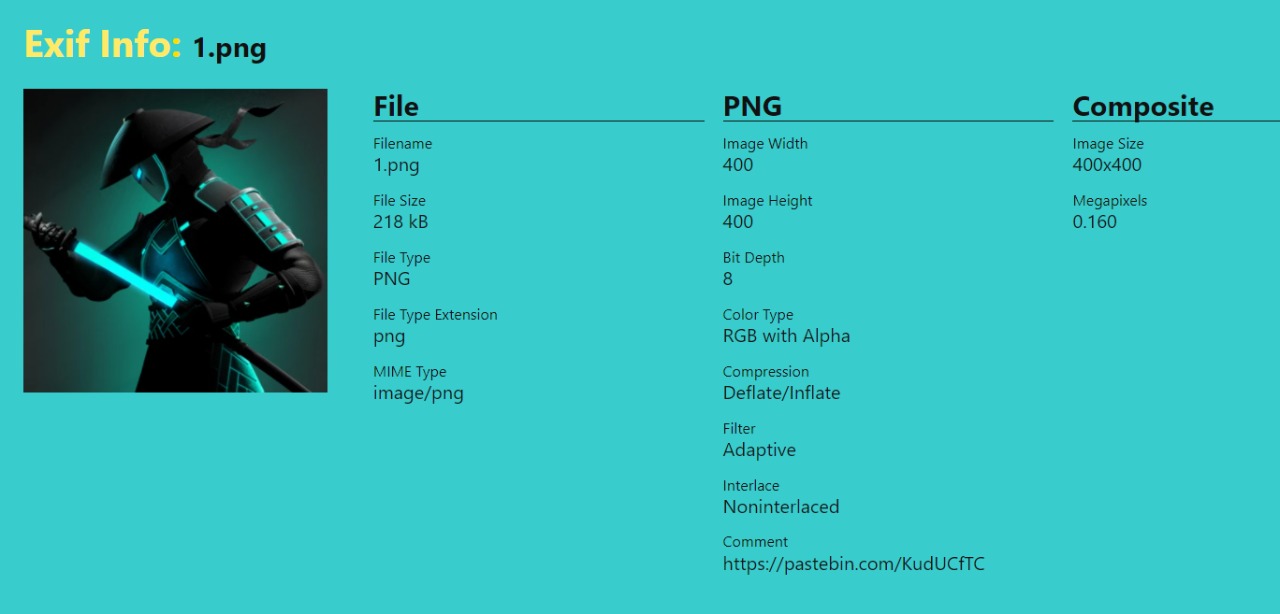 Exif Info: 1.png
File
Filename
1.png
File Size
218 kB
File Type
PNG
File Type Extension
png
MIME Type
image/png
PNG
Image Width
400
Image Height
400
Bit Depth
8
Color Type
RGB with Alpha
Compression
Deflate/Inflate
Filter
Adaptive
Interlace
Noninterlaced
Comment
https://pastebin.com/KudUCfTC
Composite
Image Size
400x400
Megapixels
0.160